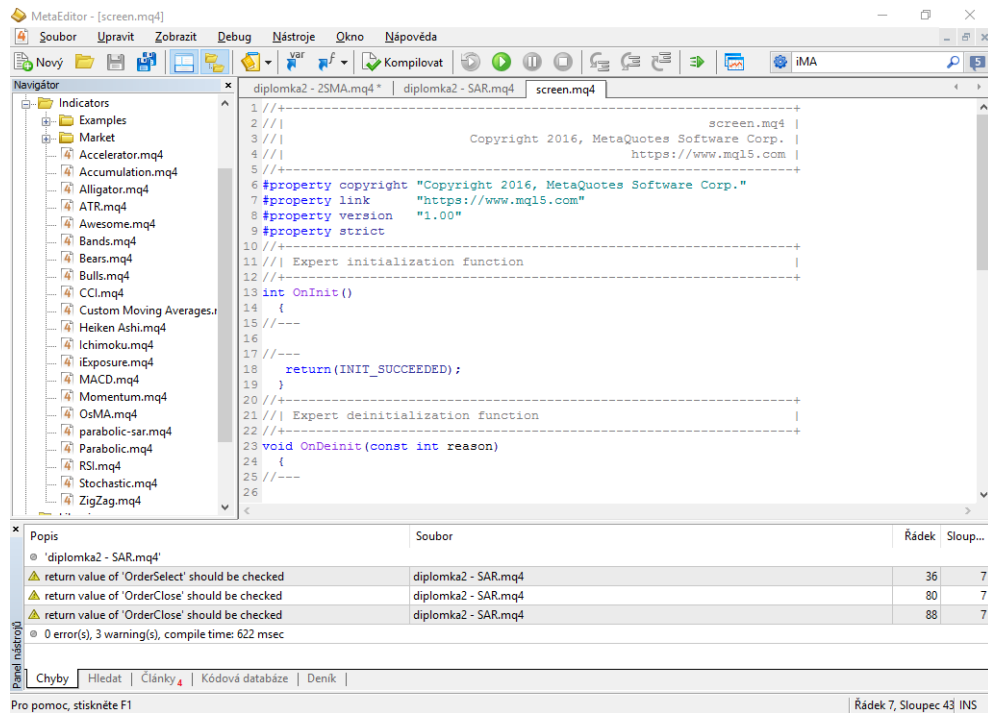 MetaEditor - [screen.mq4]
Soubor Upravit Zobrazit Debug Nástroje Okno Nápověda
Nový var f Kompilovat iMA 5
Navigátor
Indicators
Examples
Market
Accelerator.mq4
Accumulation.mq4
Alligator.mq4
ATR.mq4
Awesome.mq4
Bands.mq4
Bears.mq4
Bulls.mq4
CCI.mq4
Custom Moving Averages.r
Heiken Ashi.mq4
Ichimoku.mq4
iExposure.mq4
MACD.mq4
Momentum.mq4
OsMA.mq4
parabolic-sar.mq4
Parabolic.mq4
RSI.mq4
Stochastic.mq4
ZigZag.mq4
diplomka2 - 2SMA.mq4 * diplomka2 - SAR.mq4 screen.mq4
1 //+------------------------------------------------------------------+
2 //| screen.mq4 |
3 //| Copyright 2016, MetaQuotes Software Corp. |
4 //| https://www.mql5.com |
5 //+------------------------------------------------------------------+
6 #property copyright "Copyright 2016, MetaQuotes Software Corp."
7 #property link "https://www.mql5.com"
8 #property version "1.00"
9 #property strict
10 //+------------------------------------------------------------------+
11 //| Expert initialization function |
12 //+------------------------------------------------------------------+
13 int OnInit()
14 {
15 //---
16
17 //---
18 return(INIT_SUCCEEDED);
19 }
20 //+------------------------------------------------------------------+
21 //| Expert deinitialization function |
22 //+------------------------------------------------------------------+
23 void OnDeinit(const int reason)
24 {
25 //---
26
Popis Soubor Řádek Sloup...
'diplomka2 - SAR.mq4'
return value of 'OrderSelect' should be checked diplomka2 - SAR.mq4 36 7
return value of 'OrderClose' should be checked diplomka2 - SAR.mq4 80 7
return value of 'OrderClose' should be checked diplomka2 - SAR.mq4 88 7
0 error(s), 3 warning(s), compile time: 622 msec
Panel nástrojů
Chyby Hledat Články 4 Kódová databáze Deník
Pro pomoc, stiskněte F1 Řádek 7, Sloupec 43 INS